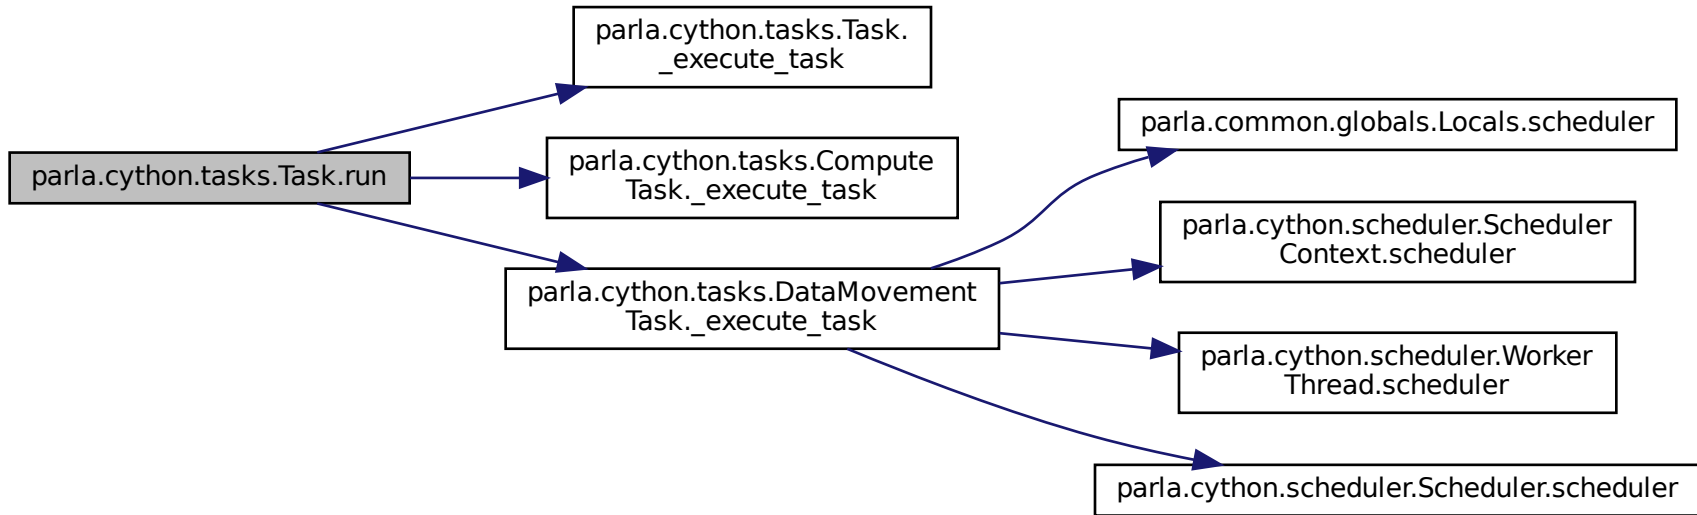 parla.cython.tasks.Task.run
parla.cython.tasks.Task.
_execute_task
parla.cython.tasks.Compute
Task._execute_task
parla.cython.tasks.DataMovement
Task._execute_task
parla.common.globals.Locals.scheduler
parla.cython.scheduler.Scheduler
Context.scheduler
parla.cython.scheduler.Worker
Thread.scheduler
parla.cython.scheduler.Scheduler.scheduler